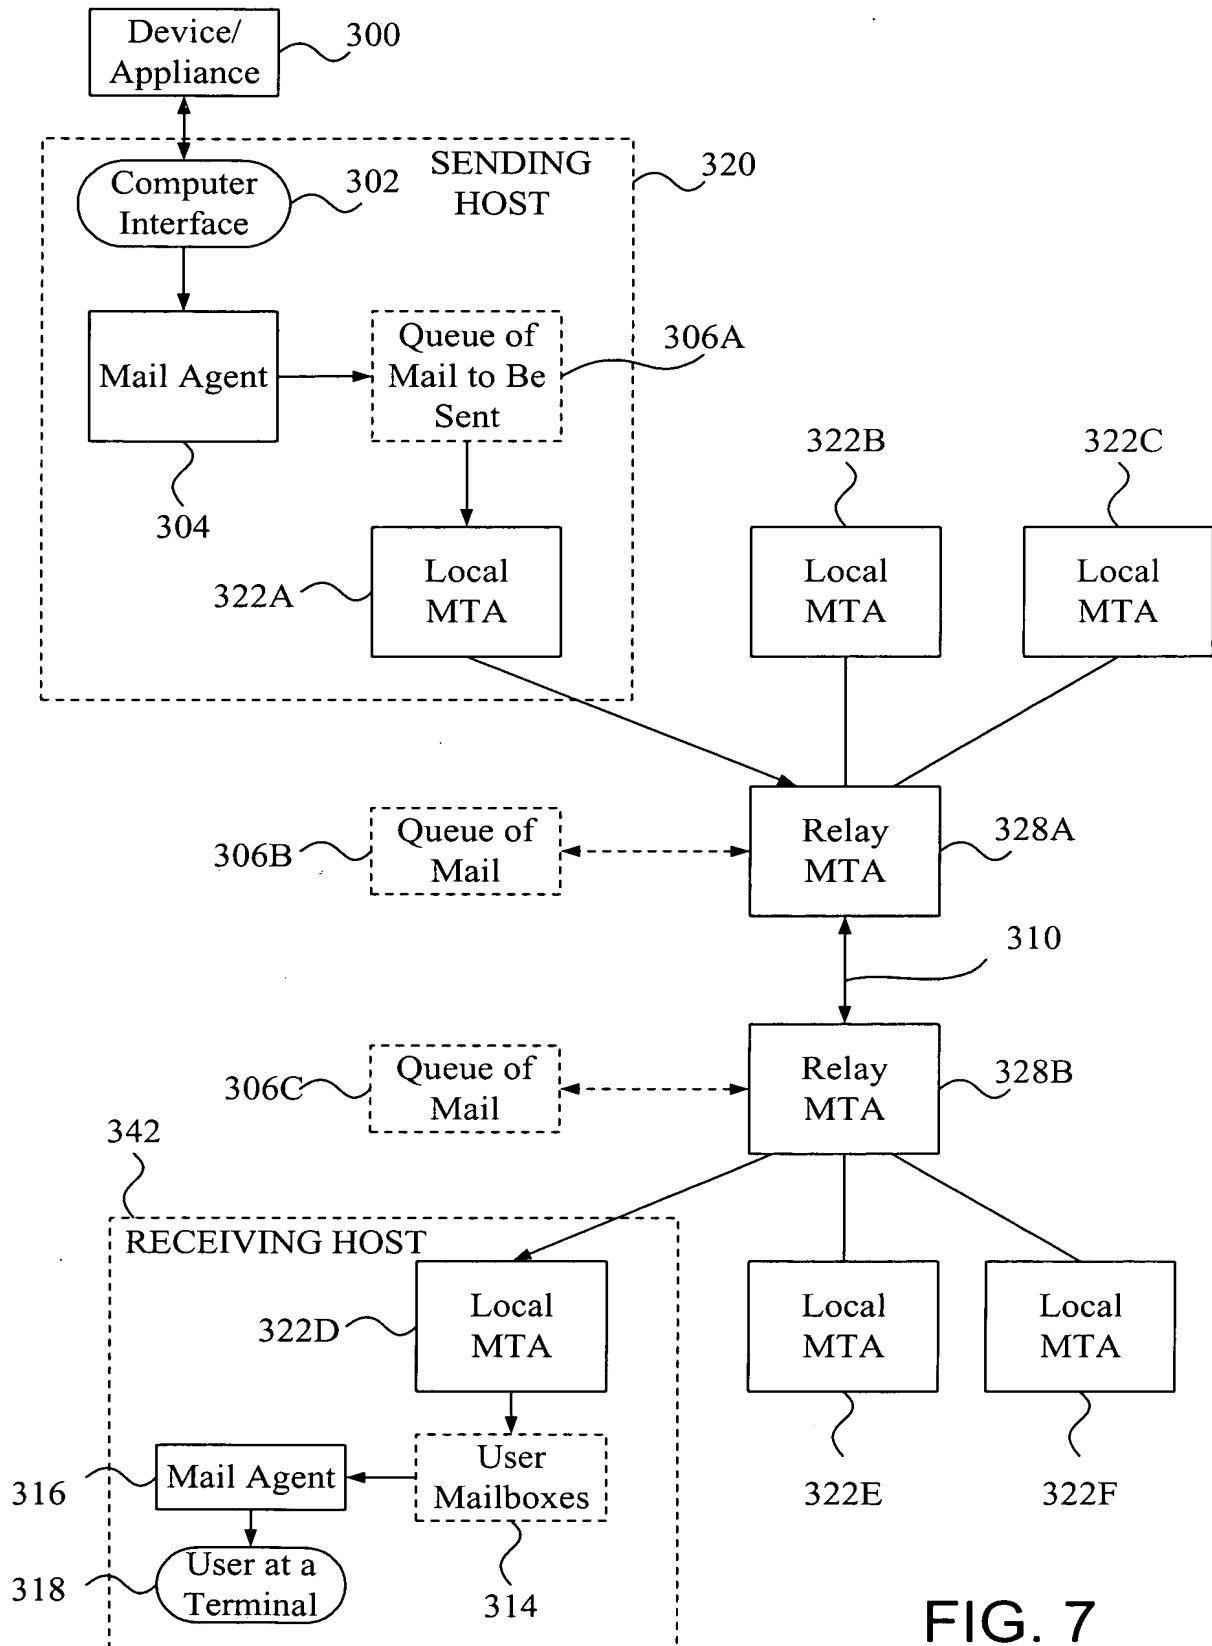 Device/
Appliance
300
SENDING
HOST
320
Computer
Interface
302
Mail Agent
304
Queue of
Mail to Be
Sent
306A
322B
322C
322A
Local
MTA
Local
MTA
Local
MTA
306B
Queue of
Mail
Relay
MTA
328A
310
306C
Queue of
Mail
Relay
MTA
328B
342
RECEIVING HOST
322D
Local
MTA
Local
MTA
Local
MTA
316
Mail Agent
User
Mailboxes
322E
322F
318
User at a
Terminal
314
FIG. 7